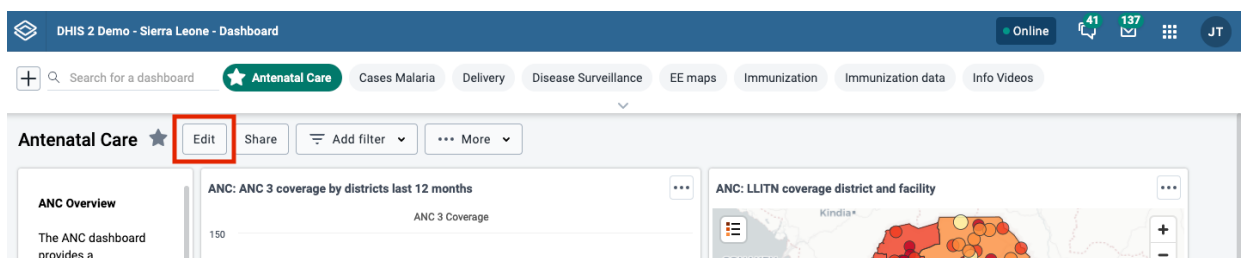 DHIS 2 Demo - Sierra Leone - Dashboard
Online
41
137
JT
Search for a dashboard
Antenatal Care
Cases Malaria
Delivery
Disease Surveillance
EE maps
Immunization
Immunization data
Info Videos
Antenatal Care
Edit
Share
Add filter
More
ANC Overview
The ANC dashboard
provides a
ANC: ANC 3 coverage by districts last 12 months
ANC 3 Coverage
150
ANC: LLITN coverage district and facility
Kindia